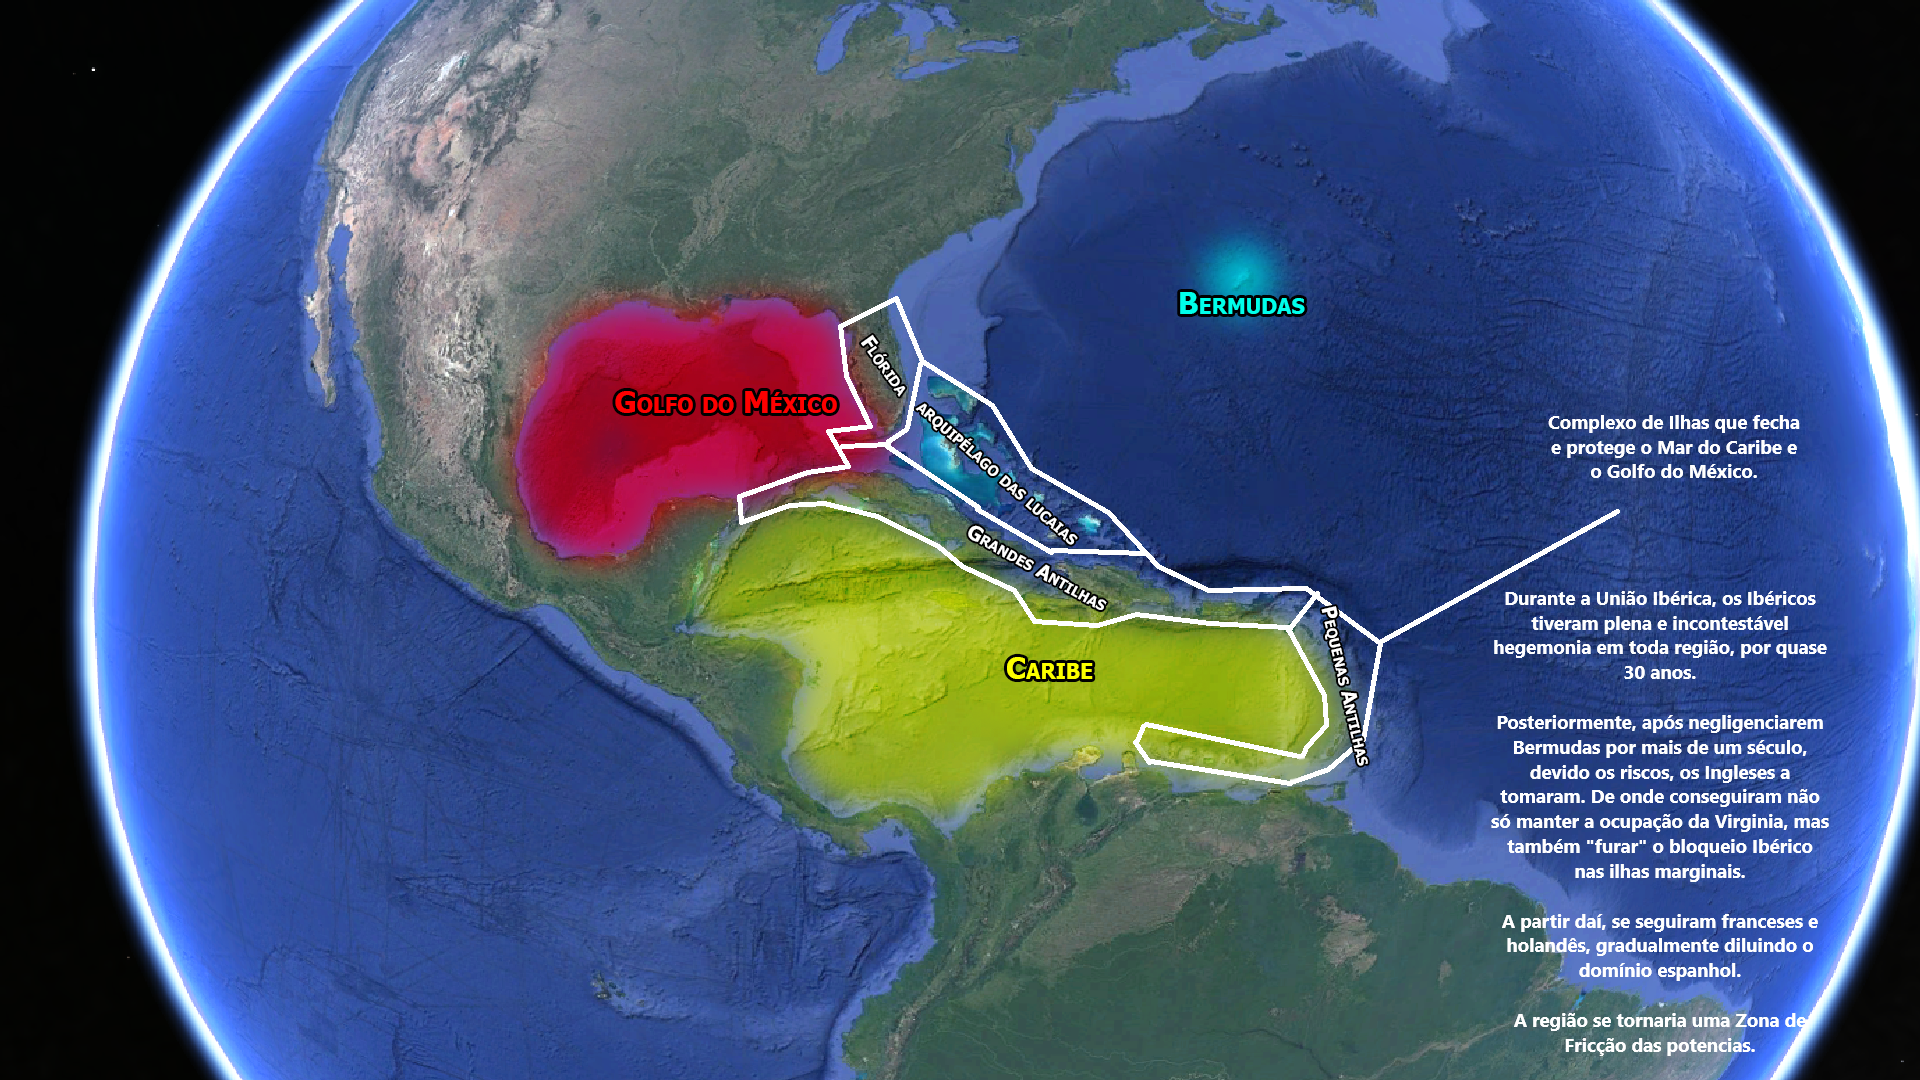 BERMUDAS
FLÓRIDA
GOLFO DO MÉXICO
ARQUIPÉLAGO DAS LUCAIAS
GRANDES ANTILHAS
PEQUENAS ANTILHAS
CARIBE
Complexo de Ilhas que fecha
e protege o Mar do Caribe e
o Golfo do México.
Durante a União Ibérica, os Ibéricos
tiveram plena e incontestável
hegemonia em toda região, por quase
30 anos.
Posteriormente, após negligenciarem
Bermudas por mais de um século,
devido os riscos, os Ingleses a
tomaram. De onde conseguiram não
só manter a ocupação da Virginia, mas
também "furar" o bloqueio Ibérico
nas ilhas marginais.
A partir daí, se seguiram franceses e
holandês, gradualmente diluindo o
domínio espanhol.
A região se tornaria uma Zona de
Fricção das potencias.